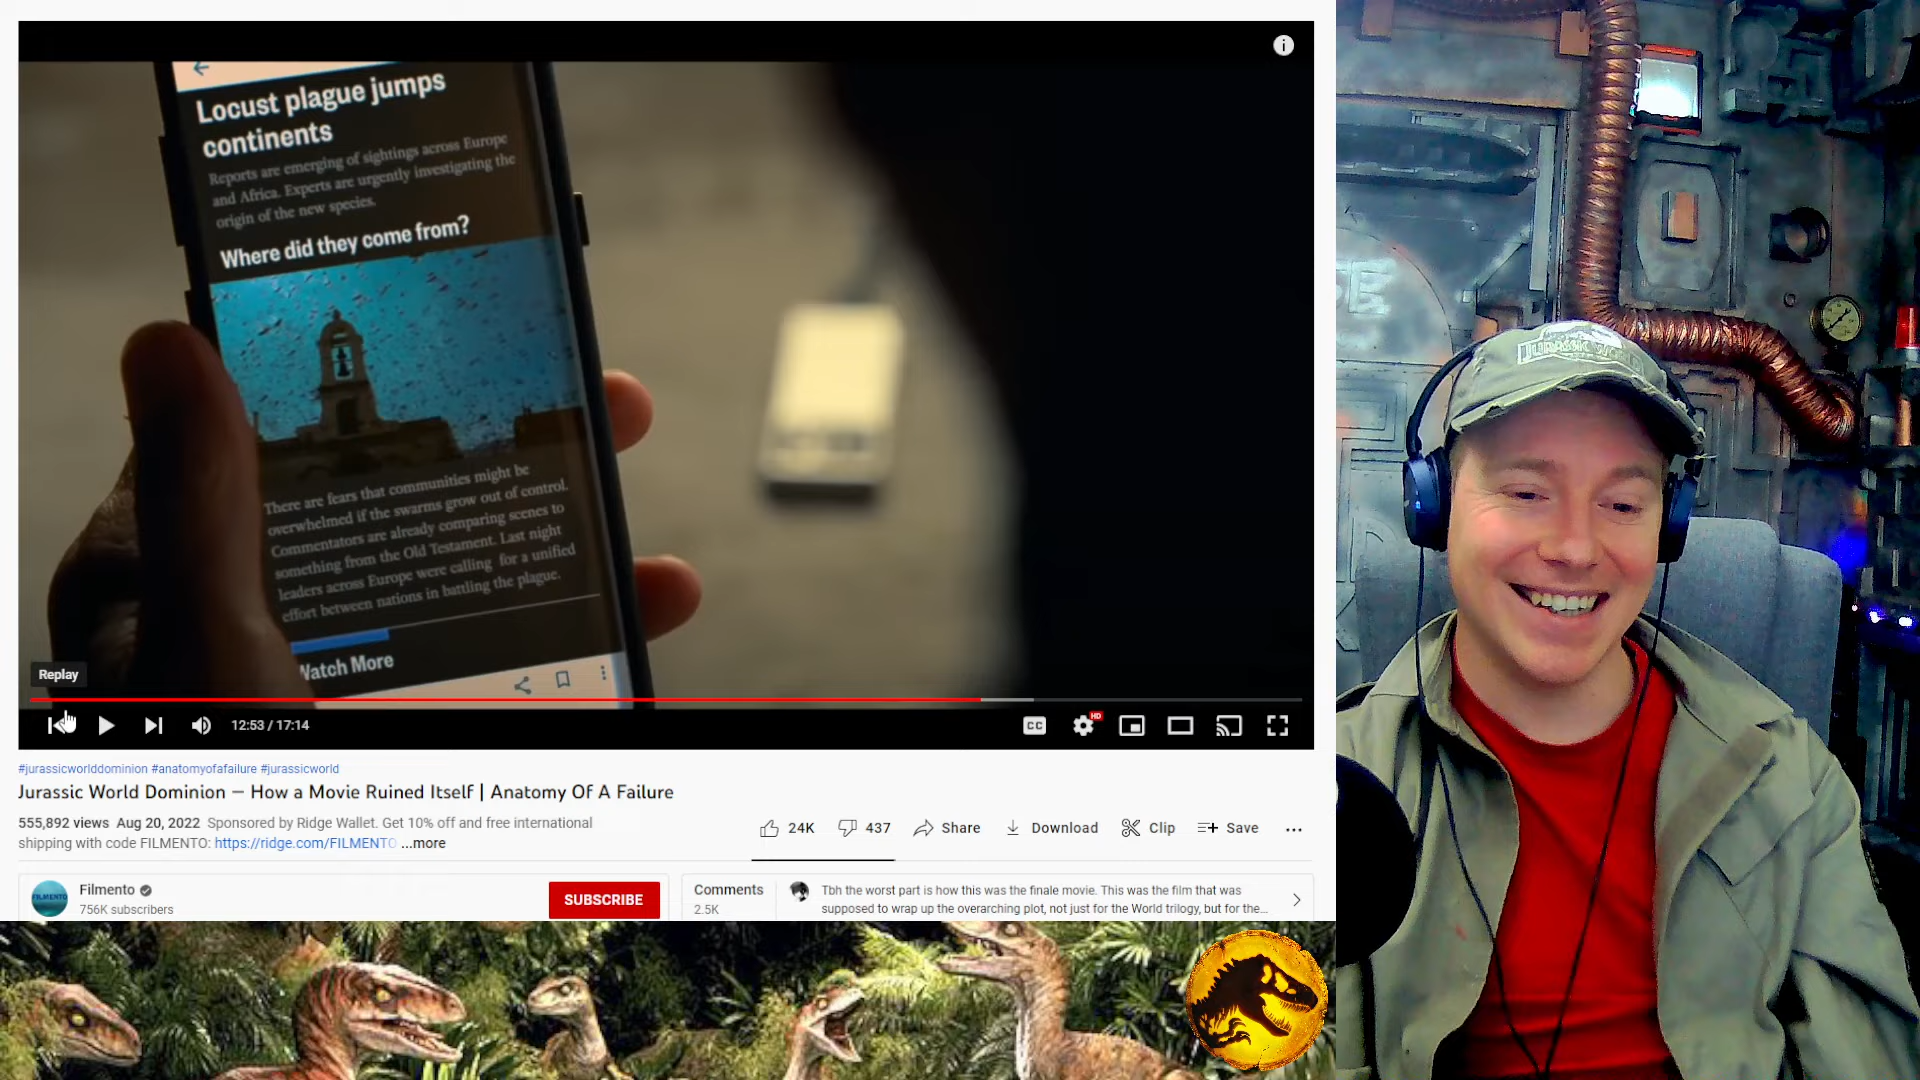 Locust plague jumps
continents
Reports are emerging of sightings across Europe
and Africa. Experts are urgently investigating the
origin of the new species.
Where did they come from?
There are fears that communities might be
overwhelmed if the swarms grow out of control.
Commentators are already comparing scenes to
something from the Old Testament. Last night
leaders across Europe were calling for a unified
effort between nations in battling the plague.
Watch More
Replay
12:53 / 17:14
CC
HD
#jurassicworlddominion #anatomyofafailure #jurassicworld
Jurassic World Dominion — How a Movie Ruined Itself | Anatomy Of A Failure
555,892 views Aug 20, 2022 Sponsored by Ridge Wallet. Get 10% off and free international
shipping with code FILMENTO: https://ridge.com/FILMENTO ...more
24K
437
Share
Download
Clip
Save
FILMENTO
Filmento
756K subscribers
SUBSCRIBE
Comments
2.5K
Tbh the worst part is how this was the finale movie. This was the film that was
supposed to wrap up the overarching plot, not just for the World trilogy, but for the...
JURASSIC WORLD